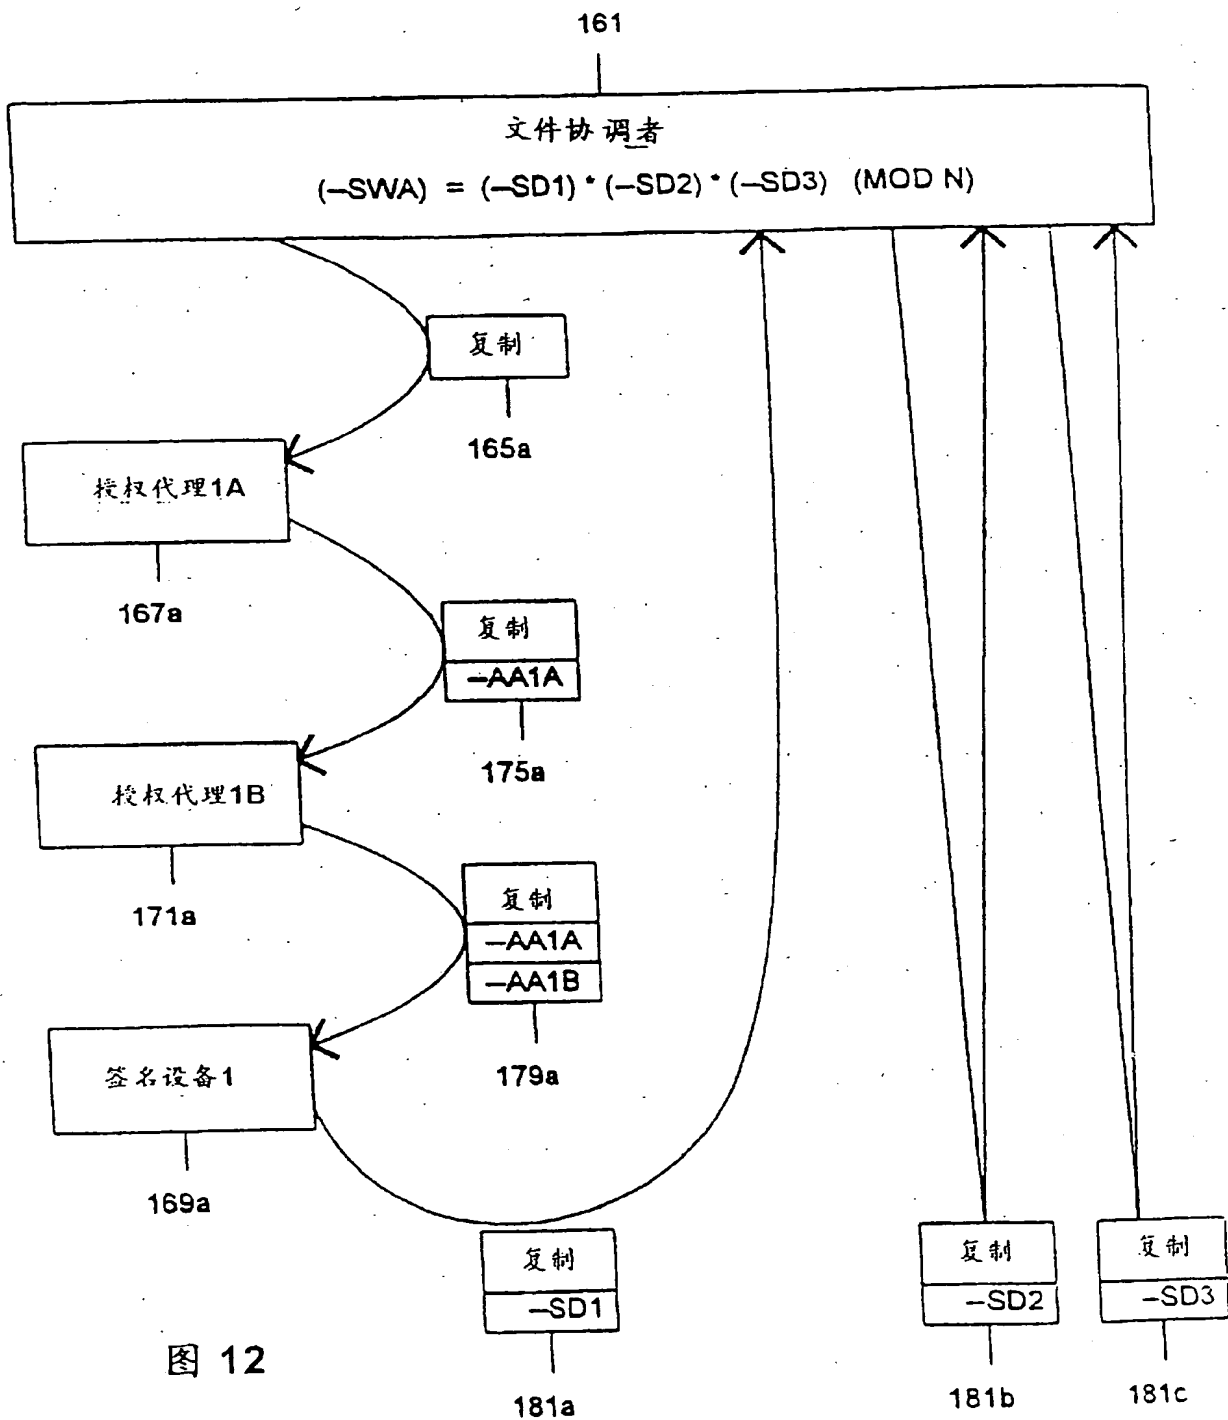 161
文件协调者
(—SWA) = (—SD1) * (—SD2) * (—SD3) (MOD N)
复制
165a
授权代理1A
167a
复制
—AA1A
175a
授权代理1B
171a
复制
—AA1A
—AA1B
179a
签名设备1
169a
复制
—SD1
181a
复制
—SD2
181b
复制
—SD3
181c
图 12